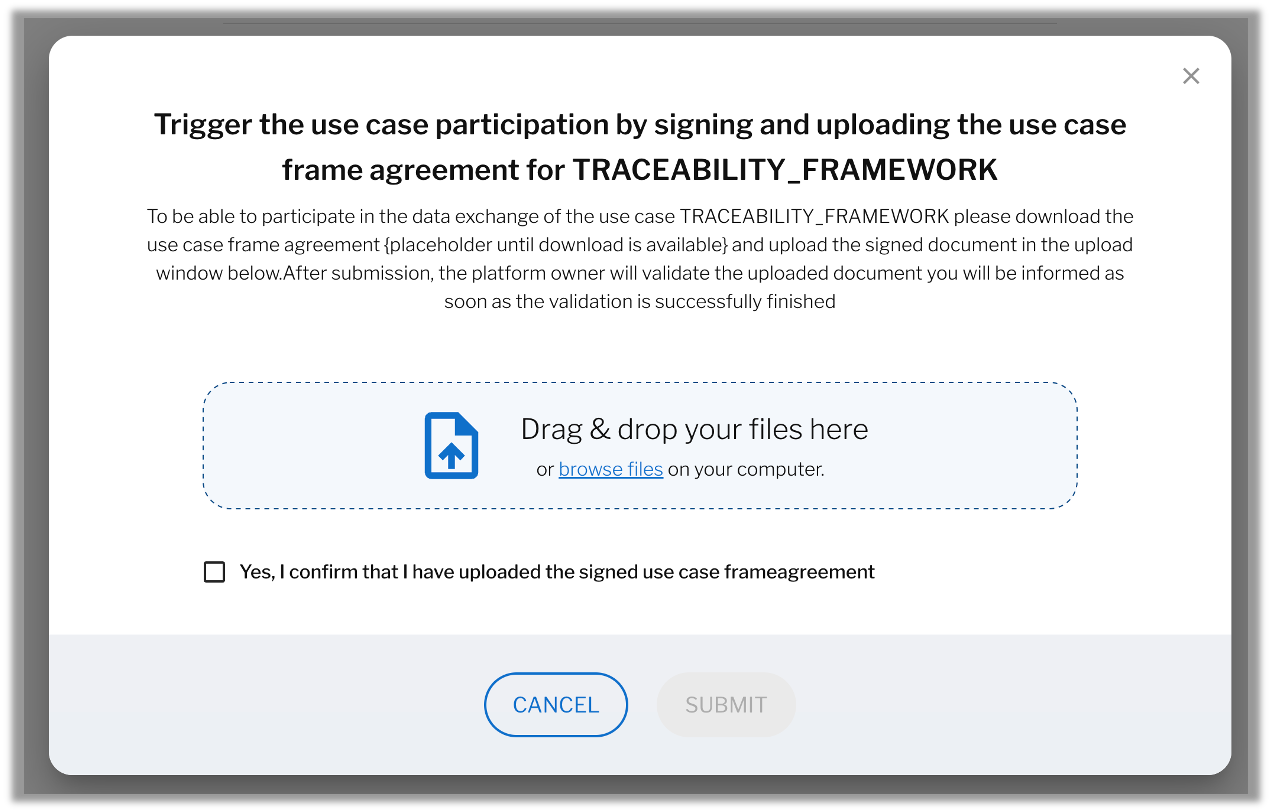 Trigger the use case participation by signing and uploading the use case
frame agreement for TRACEABILITY_FRAMEWORK
To be able to participate in the data exchange of the use case TRACEABILITY_FRAMEWORK please download the
use case frame agreement {placeholder until download is available} and upload the signed document in the upload
window below.After submission, the platform owner will validate the uploaded document you will be informed as
soon as the validation is successfully finished
Drag & drop your files here
or browse files on your computer.
Yes, I confirm that I have uploaded the signed use case frameagreement
CANCEL
SUBMIT